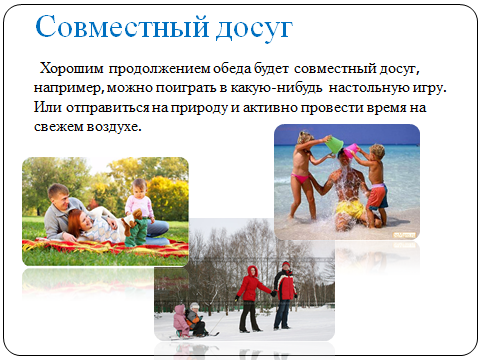 Совместный досуг
Хорошим продолжением обеда будет совместный досуг,
например, можно поиграть в какую-нибудь настольную игру.
Или отправиться на природу и активно провести время на
свежем воздухе.